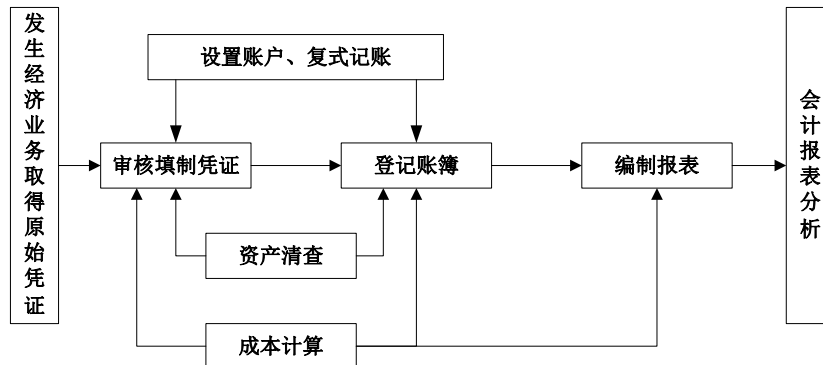 发生经济业务取得原始凭证
设置账户、复式记账
审核填制凭证
登记账簿
编制报表
会计报表分析
资产清查
成本计算